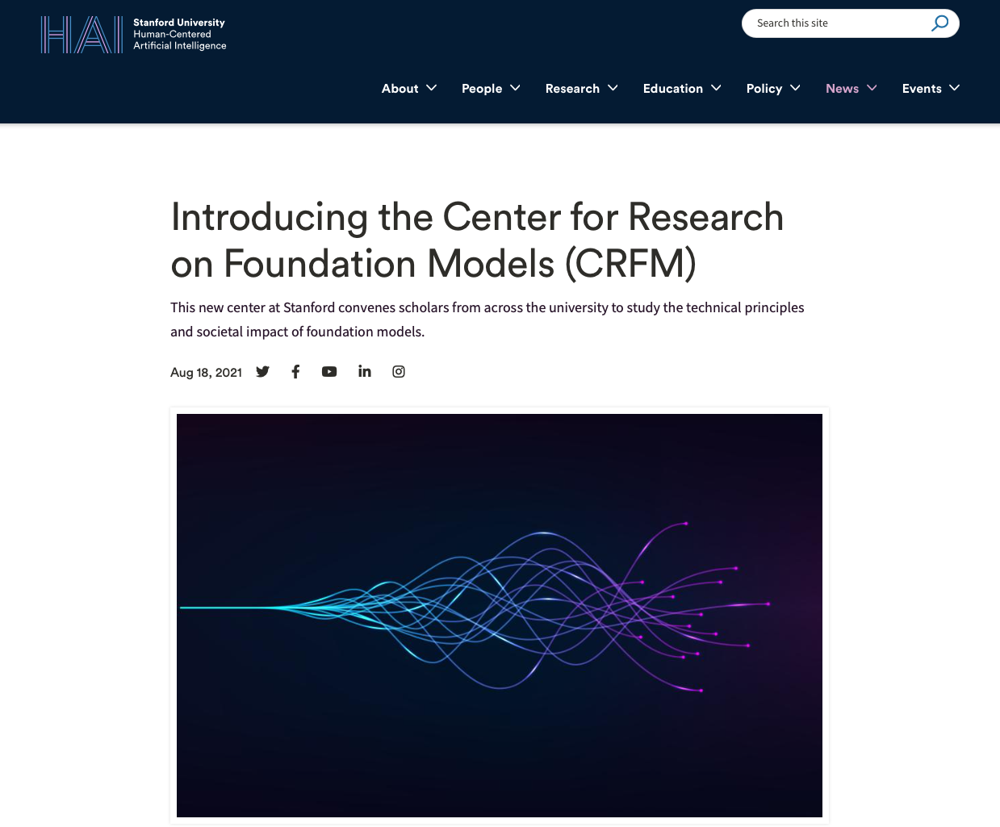 HAI
Stanford University
Human-Centered
Artificial Intelligence
Search this site
About People Research Education Policy News Events
Introducing the Center for Research
on Foundation Models (CRFM)
This new center at Stanford convenes scholars from across the university to study the technical principles
and societal impact of foundation models.
Aug 18, 2021